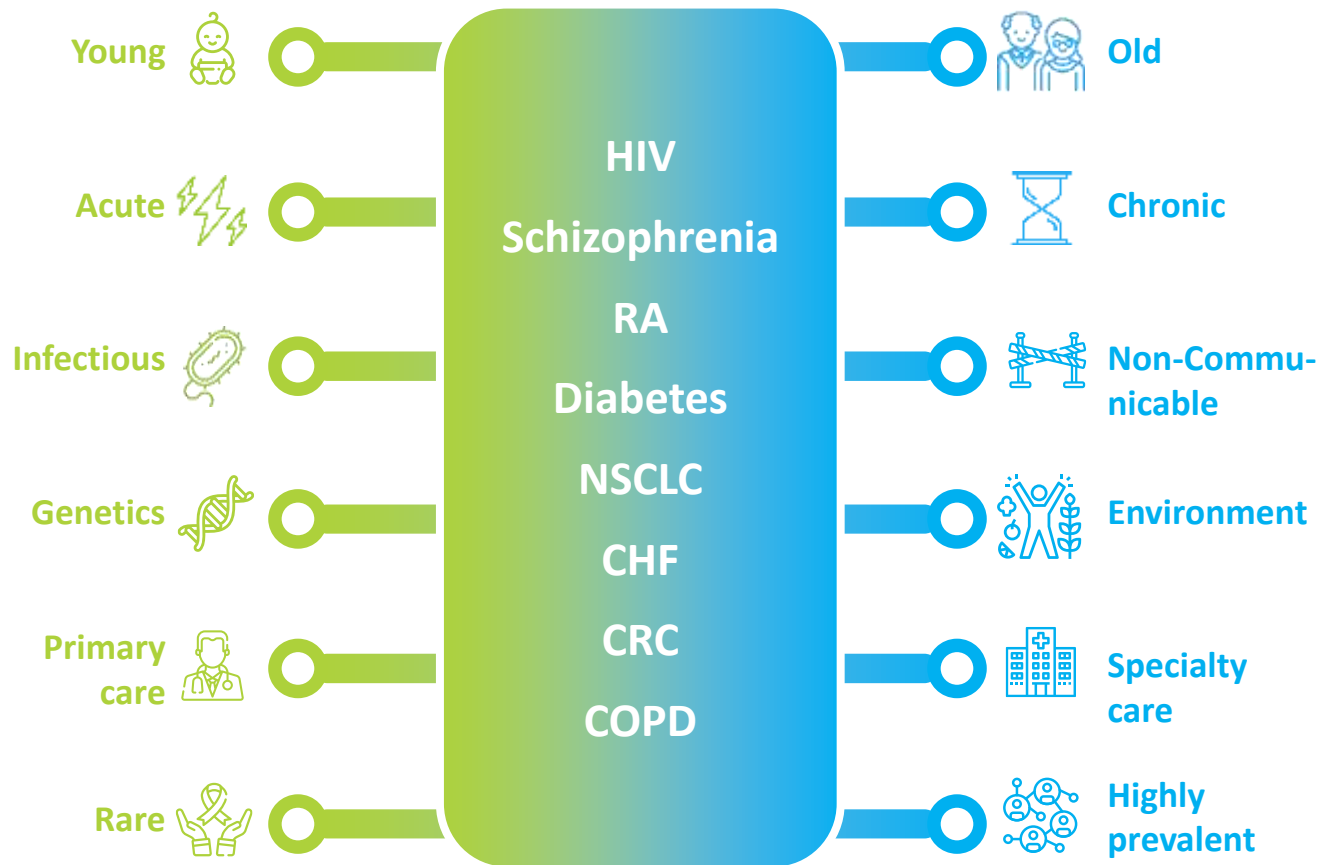 Young
Acute
Infectious
Genetics
Primary
care
Rare
HIV
Schizophrenia
RA
Diabetes
NSCLC
CHF
CRC
COPD
Old
Chronic
Non-Commu-
nicable
Environment
Specialty
care
Highly
prevalent